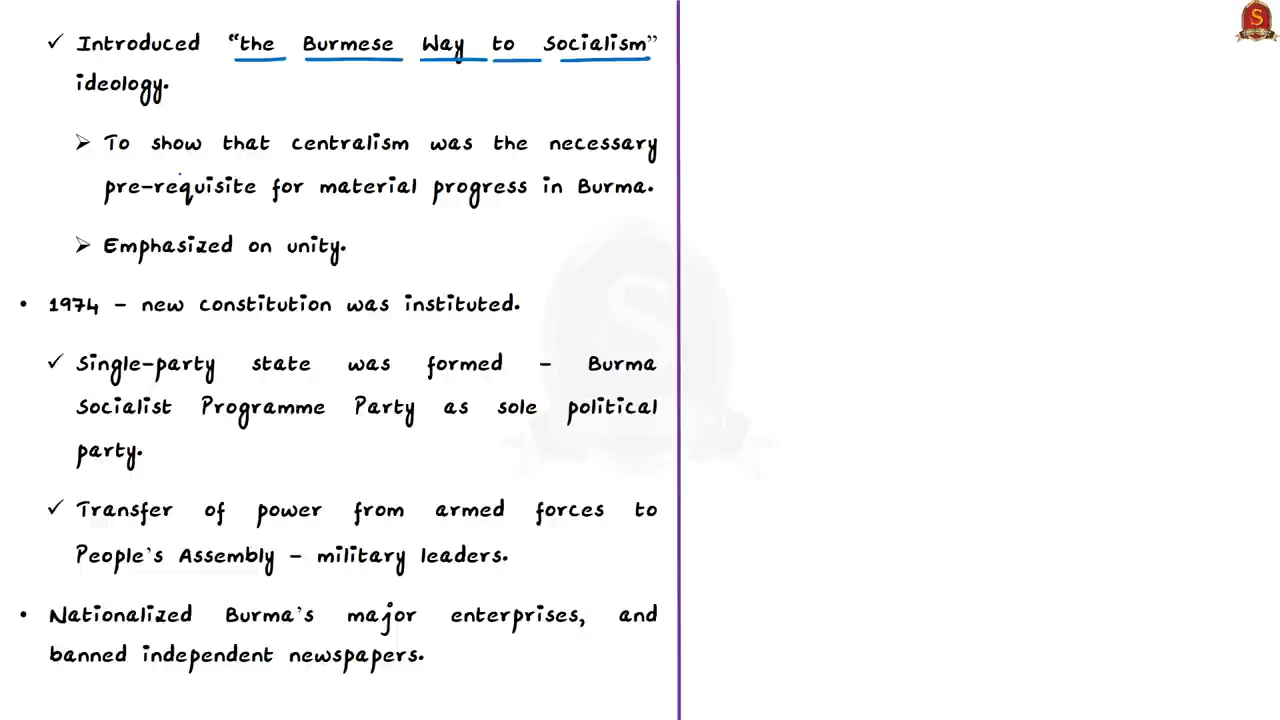 ✓ Introduced “the Burmese Way to Socialism”
ideology.
➢ To show that centralism was the necessary
pre-requisite for material progress in Burma.
➢ Emphasized on unity.
• 1974 – new constitution was instituted.
✓ Single-party state was formed – Burma
Socialist Programme Party as sole political
party.
✓ Transfer of power from armed forces to
People's Assembly – military leaders.
• Nationalized Burma's major enterprises, and
banned independent newspapers.
S
S